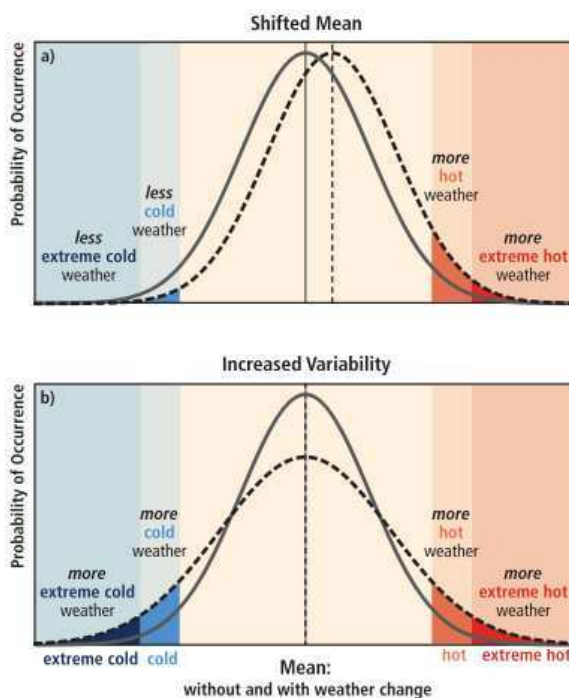 Shifted Mean
a)
Probability of Occurrence
less
extreme cold
weather
less
cold
weather
more
hot
weather
more
extreme hot
weather
Increased Variability
b)
Probability of Occurrence
more
extreme cold
weather
more
cold
weather
more
hot
weather
more
extreme hot
weather
extreme cold
cold
Mean:
without and with weather change
hot
extreme hot